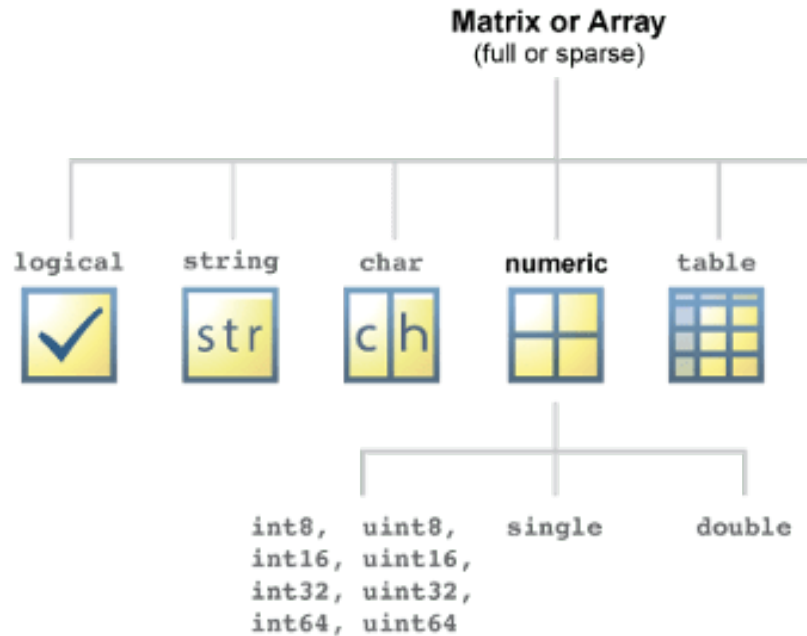 Matrix or Array
(full or sparse)
logical string char numeric table
str ch
int8, uint8, single double
int16, uint16,
int32, uint32,
int64, uint64